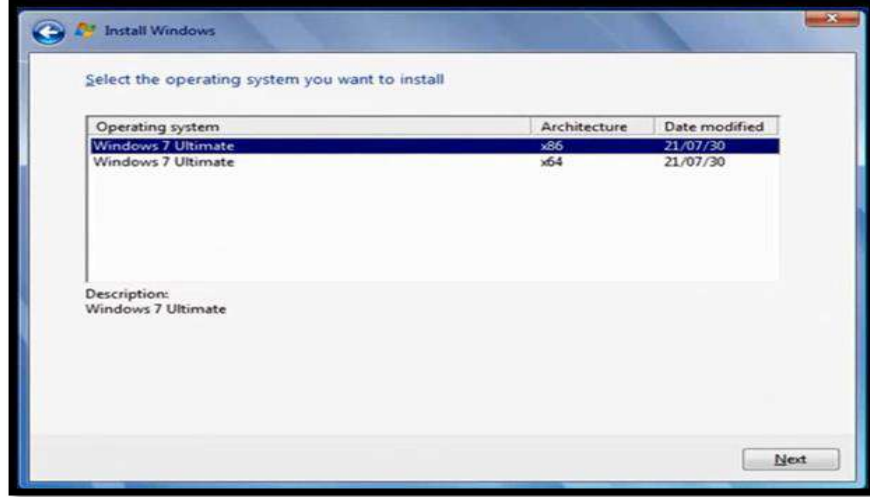 Install Windows
Select the operating system you want to install
Operating system Architecture Date modified
Windows 7 Ultimate x86 21/07/30
Windows 7 Ultimate x64 21/07/30
Description:
Windows 7 Ultimate
Next